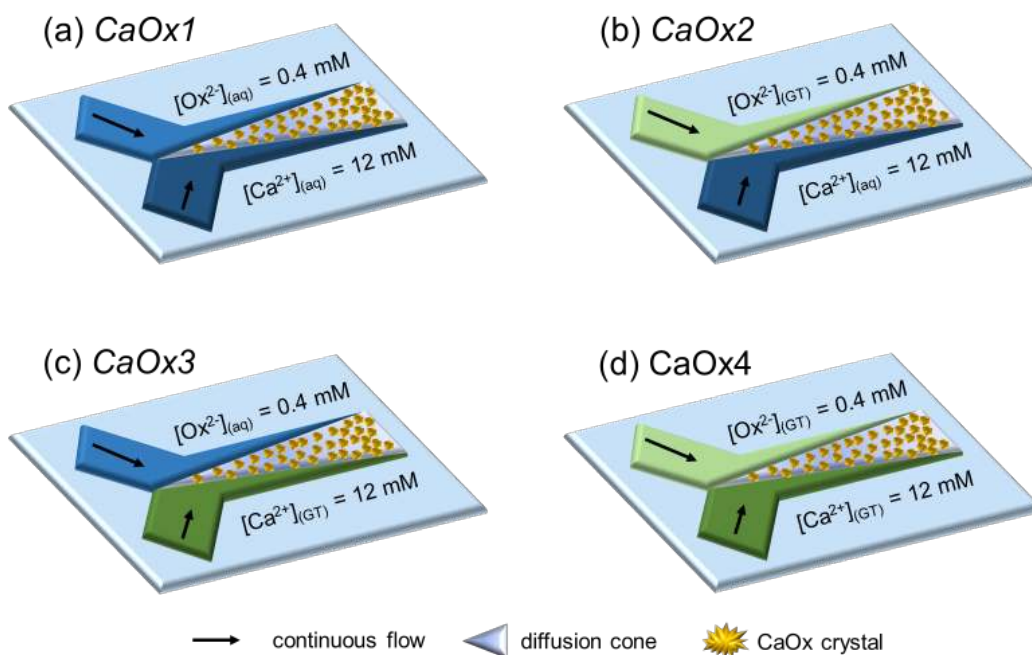 (a) CaOx1
[Ox²⁻](aq) = 0.4 mM
[Ca²⁺](aq) = 12 mM
(b) CaOx2
[Ox²⁻](GT) = 0.4 mM
[Ca²⁺](aq) = 12 mM
(c) CaOx3
[Ox²⁻](aq) = 0.4 mM
[Ca²⁺](GT) = 12 mM
(d) CaOx4
[Ox²⁻](GT) = 0.4 mM
[Ca²⁺](GT) = 12 mM
continuous flow
diffusion cone
CaOx crystal